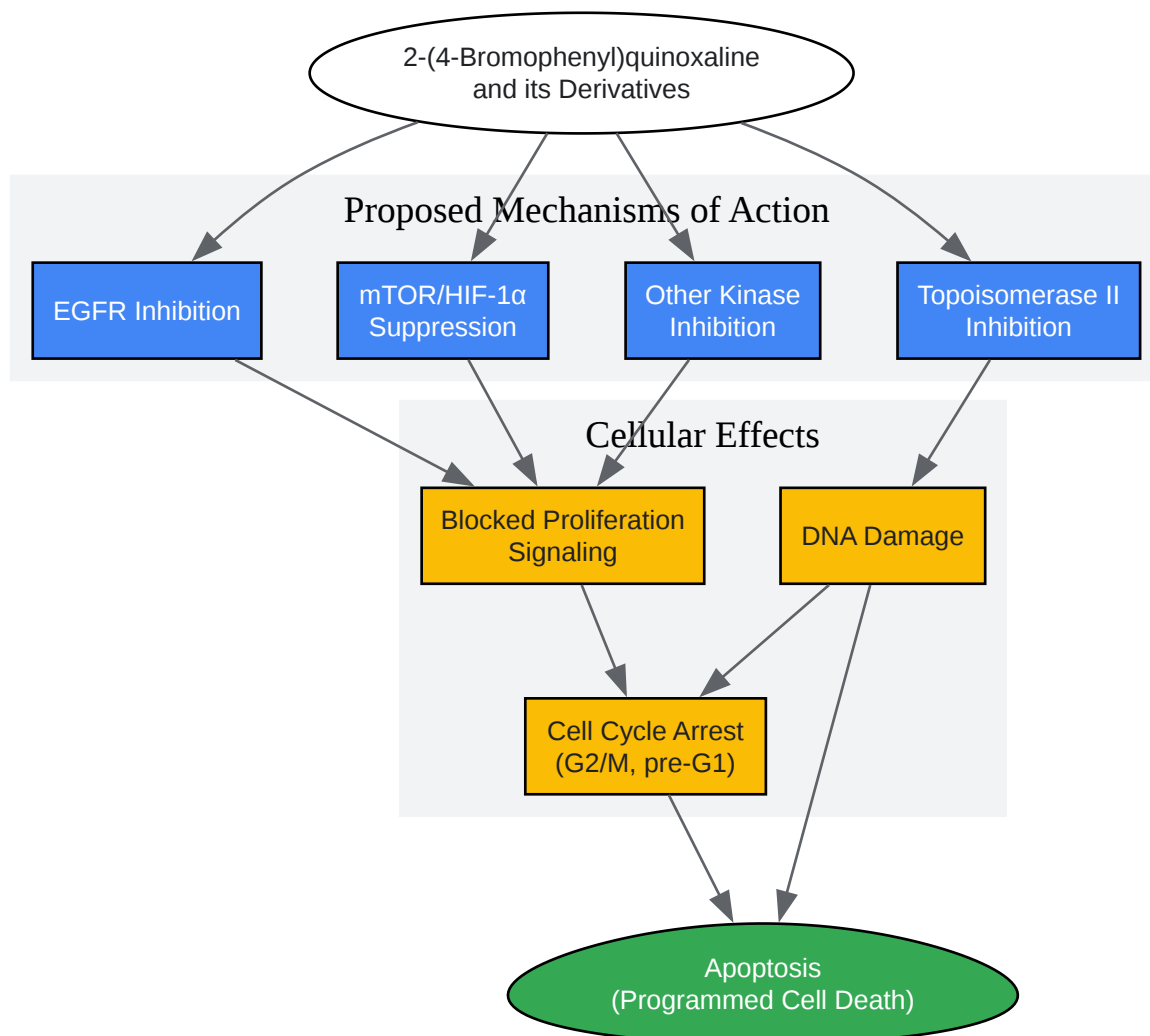 2-(4-Bromophenyl)quinoxaline
and its Derivatives
Proposed Mechanisms of Action
EGFR Inhibition
mTOR/HIF-1α
Suppression
Other Kinase
Inhibition
Topoisomerase II
Inhibition
Cellular Effects
Blocked Proliferation
Signaling
DNA Damage
Cell Cycle Arrest
(G2/M, pre-G1)
Apoptosis
(Programmed Cell Death)